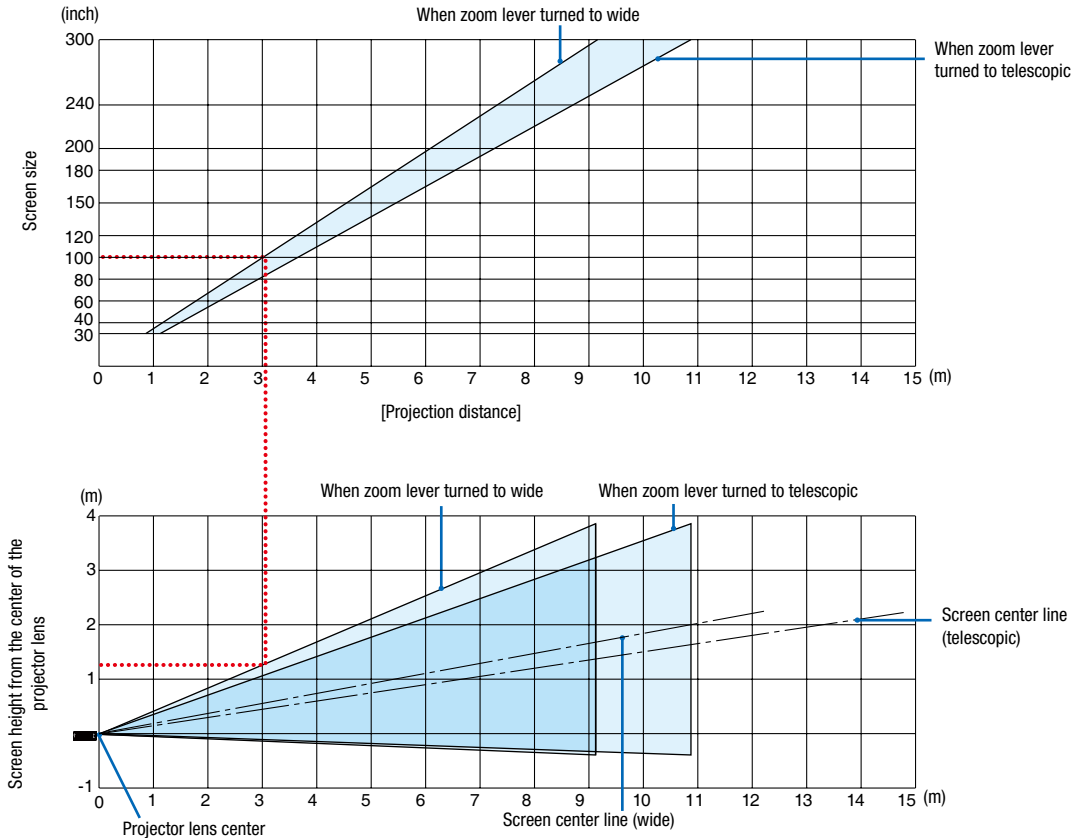 (inch)
When zoom lever turned to wide
When zoom lever
turned to telescopic
Screen size
300
240
200
180
150
120
100
80
60
40
30
0 1 2 3 4 5 6 7 8 9 10 11 12 13 14 15 (m)
[Projection distance]
(m)
When zoom lever turned to wide
When zoom lever turned to telescopic
Screen height from the center of the
projector lens
4
3
2
1
0
-1
Screen center line
(telescopic)
0 1 2 3 4 5 6 7 8 9 10 11 12 13 14 15 (m)
Screen center line (wide)
Projector lens center